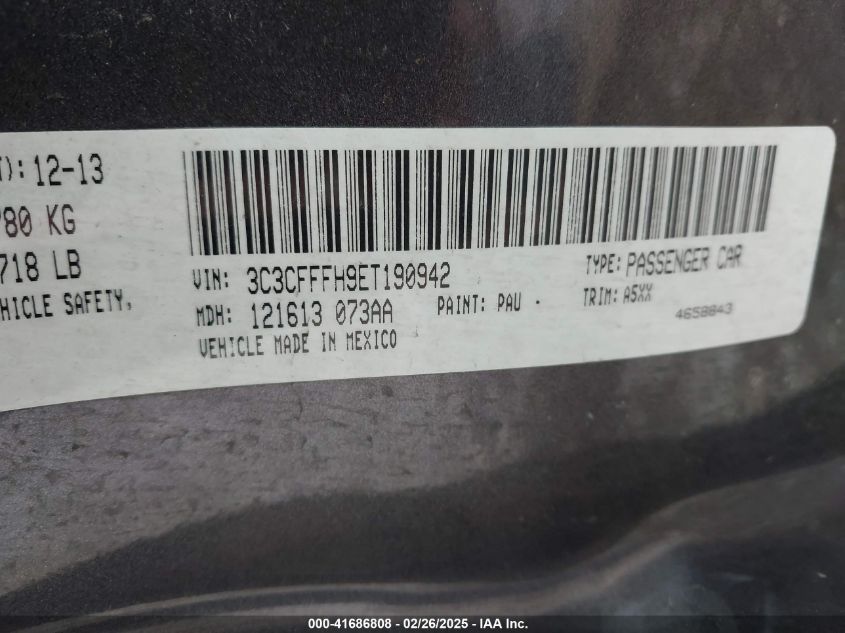 T): 12-13
780 KG
718 LB
HICLE SAFETY,
VIN: 3C3CFFFH9ET190942
TYPE: PASSENGER CAR
MDH: 121613 073AA
PAINT: PAU
TRIM: A5XX
4658843
VEHICLE MADE IN MEXICO
000-41686808 - 02/26/2025 - IAA Inc.